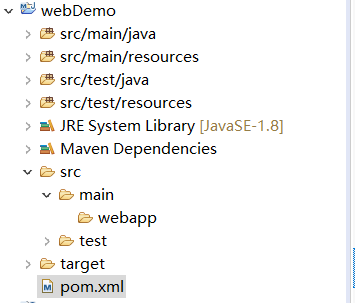 webDemo
src/main/java
src/main/resources
src/test/java
src/test/resources
JRE System Library [JavaSE-1.8]
Maven Dependencies
src
main
webapp
test
target
pom.xml